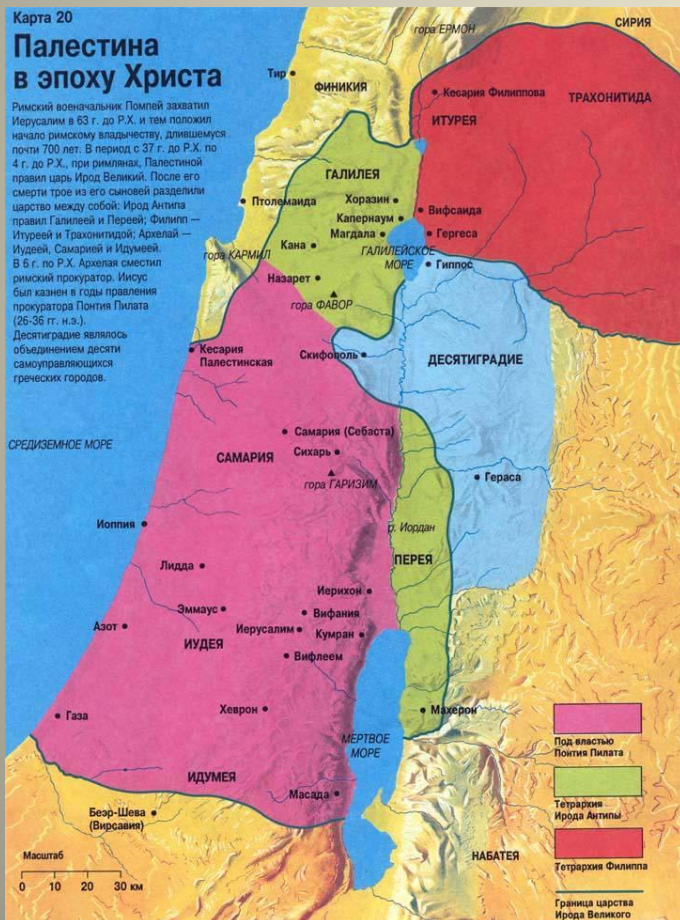 Карта 20
Палестина
в эпоху Христа
Римский военачальник Помпей захватил
Иерусалим в 63 г. до Р.Х. и тем положил
начало римскому владычеству, длившемуся
почти 700 лет. В период с 37 г. до Р.Х. по
4 г. до Р.Х., при римлянах, Палестиной
правил царь Ирод Великий. После его
смерти трое из его сыновей разделили
царство между собой: Ирод Антипа
правил Галилеей и Переей; Филипп —
Итуреей и Трахонитидой; Архелай —
Иудеей, Самарией и Идумеей.
В 6 г. по Р.Х. Архелая сместил
римский прокуратор. Иисус
был казнен в годы правления
прокуратора Понтия Пилата
(26-36 гг. н.э.).
Десятиградие являлось
объединением десяти
самоуправляющихся
греческих городов.
СИРИЯ
гора ЕРМОН
Тир
ФИНИКИЯ
Кесария Филиппова
ТРАХОНИТИДА
ИТУРЕЯ
ГАЛИЛЕЯ
Птолемаида
Хоразин
Капернаум
Вифсаида
Магдала
Гергеса
Кана
ГАЛИЛЕЙСКОЕ
МОРЕ
гора КАРМИЛ
Гиппос
Назарет
гора ФАВОР
Кесария
Палестинская
Скифополь
ДЕСЯТИГРАДИЕ
СРЕДИЗЕМНОЕ МОРЕ
Самария (Себаста)
САМАРИЯ
Сихарь
гора ГАРИЗИМ
Гераса
Иоппия
р. Иордан
Лидда
ПЕРЕЯ
Иерихон
Эммаус
Вифания
Азот
Иерусалим
Кумран
ИУДЕЯ
Вифлеем
Хеврон
Газа
Махерон
МЕРТВОЕ
МОРЕ
ИДУМЕЯ
Масада
Беэр-Шева
(Вирсавия)
НАБАТЕЯ
Масштаб
0 10 20 30 км
Под властью
Понтия Пилата
Тетрархия
Ирода Антипы
Тетрархия Филиппа
Граница царства
Ирода Великого